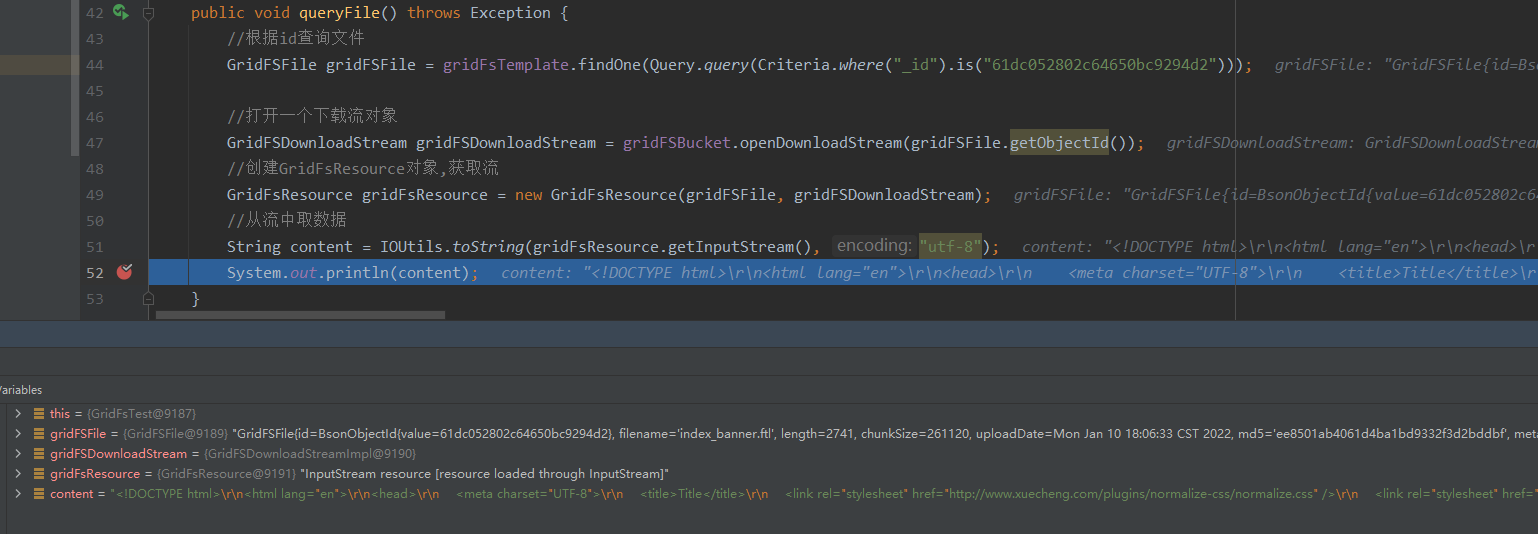 42 public void queryFile() throws Exception {
43 //根据id查询文件
44 GridFSFile gridFSFile = gridFsTemplate.findOne(Query.query(Criteria.where("_id").is("61dc052802c64650bc9294d2"))); gridFSFile: "GridFSFile{id=Bso
45
46 //打开一个下载流对象
47 GridFSDownloadStream gridFSDownloadStream = gridFSBucket.openDownloadStream(gridFSFile.getObjectId()); gridFSDownloadStream: GridFSDownloadStrea
48 //创建GridFsResource对象,获取流
49 GridFsResource gridFsResource = new GridFsResource(gridFSFile, gridFSDownloadStream); gridFSFile: "GridFSFile{id=BsonObjectId{value=61dc052802c64
50 //从流中取数据
51 String content = IOUtils.toString(gridFsResource.getInputStream(), encoding: "utf-8"); content: "<!DOCTYPE html>\r\n<html lang="en">\r\n<head>\r
52 System.out.println(content); content: "<!DOCTYPE html>\r\n<html lang="en">\r\n<head>\r\n    <meta charset="UTF-8">\r\n    <title>Title</title>\r
53 }
Variables
this = {GridFsTest@9187}
gridFSFile = {GridFSFile@9189} "GridFSFile{id=BsonObjectId{value=61dc052802c64650bc9294d2}, filename='index_banner.ftl', length=2741, chunkSize=261120, uploadDate=Mon Jan 10 18:06:33 CST 2022, md5='ee8501ab4061d4ba1bd9332f3d2bddbf', meta
gridFSDownloadStream = {GridFSDownloadStreamImpl@9190}
gridFsResource = {GridFsResource@9191} "InputStream resource [resource loaded through InputStream]"
content = "<!DOCTYPE html>\r\n<html lang="en">\r\n<head>\r\n    <meta charset="UTF-8">\r\n    <title>Title</title>\r\n    <link rel="stylesheet" href="http://www.xuecheng.com/plugins/normalize-css/normalize.css" />\r\n    <link rel="stylesheet" href="